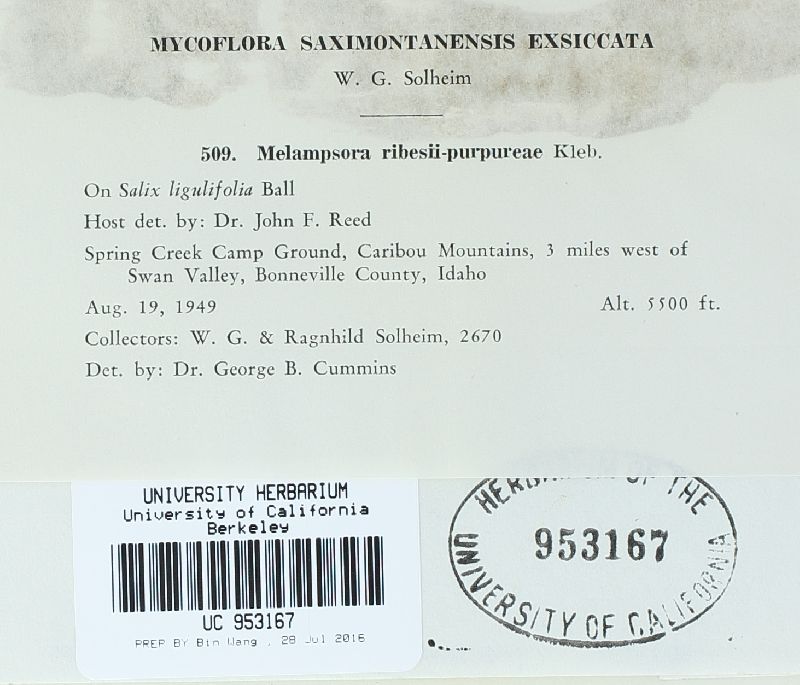 MYCOFLORA SAXIMONTANENSIS EXSICCATA
W. G. Solheim
509. Melampsora ribesii-purpureae Kleb.
On Salix ligulifolia Ball
Host det. by: Dr. John F. Reed
Spring Creek Camp Ground, Caribou Mountains, 3 miles west of
Swan Valley, Bonneville County, Idaho
Aug. 19, 1949 Alt. 5500 ft.
Collectors: W. G. & Ragnhild Solheim, 2670
Det. by: Dr. George B. Cummins
UNIVERSITY HERBARIUM
University of California
Berkeley
UC 953167
PREP BY Bin Wang , 28 Jul 2016
HERBARIUM OF THE
953167
UNIVERSITY OF CALIFORNIA